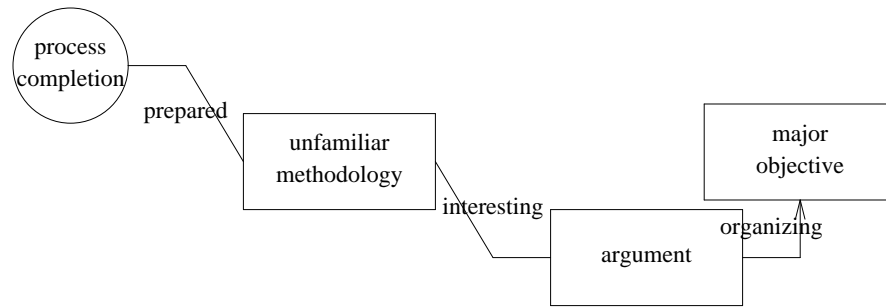 process
completion
prepared
unfamiliar
methodology
interesting
argument
organizing
major
objective